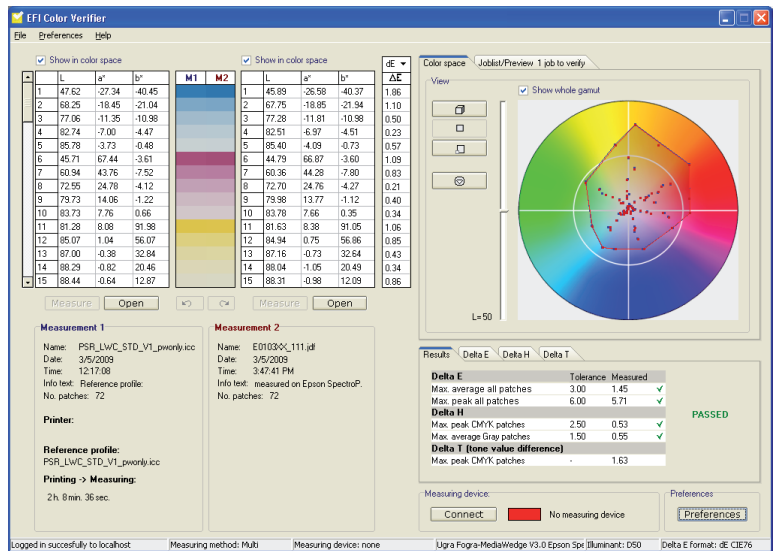 EFI Color Verifier
File Preferences Help
Show in color space Show in color space dE
L a* b* M1 M2 L a* b* ΔE
1 47.62 -27.34 -40.45 1 45.89 -26.58 -40.37 1.86
2 68.25 -18.45 -21.04 2 67.75 -18.85 -21.94 1.10
3 77.06 -11.35 -10.98 3 77.28 -11.81 -10.98 0.50
4 82.74 -7.00 -4.47 4 82.51 -6.97 -4.51 0.23
5 85.78 -3.73 -0.48 5 85.40 -4.09 -0.73 0.57
6 45.71 67.44 -3.61 6 44.79 66.87 -3.60 1.09
7 60.94 43.76 -7.52 7 60.36 44.28 -7.80 0.83
8 72.55 24.78 -4.12 8 72.70 24.76 -4.27 0.21
9 79.73 14.06 -1.22 9 79.98 13.77 -1.12 0.40
10 83.73 7.76 0.66 10 83.78 7.66 0.35 0.34
11 81.28 8.08 91.98 11 81.63 8.38 91.05 1.06
12 85.07 1.04 56.07 12 84.94 0.75 56.86 0.85
13 87.00 -0.38 32.84 13 87.16 -0.73 32.64 0.43
14 88.29 -0.82 20.46 14 88.04 -1.05 20.49 0.34
15 88.44 -0.64 12.87 15 88.31 -0.98 12.09 0.86
Measure Open Measure Open
Measurement 1
Name: PSR_LWC_STD_V1_pwonly.icc
Date: 3/5/2009
Time: 12:17:08
Info text: Reference profile:
No. patches: 72
Printer:
Reference profile:
PSR_LWC_STD_V1_pwonly.icc
Printing -> Measuring:
2 h. 8 min. 36 sec.
Measurement 2
Name: E0103XX_111.jdf
Date: 3/5/2009
Time: 3:47:41 PM
Info text: measured on Epson SpectroP.
No. patches: 72
Color space Joblist/Preview 1 job to verify
View
Show whole gamut
L=50
Results Delta E Delta H Delta T
Delta E Tolerance Measured
Max. average all patches 3.00 1.45
Max. peak all patches 6.00 5.71
Delta H
Max. peak CMYK patches 2.50 0.53
Max. average Gray patches 1.50 0.55
Delta T (tone value difference)
Max. peak CMYK patches - 1.63
PASSED
Measuring device:
Connect No measuring device
Preferences
Preferences
Logged in succesfully to localhost Measuring method: Multi Measuring device: none Ugra Fogra-MediaWedge V3.0 Epson Spe Illuminant: D50 Delta E format: dE CIE76